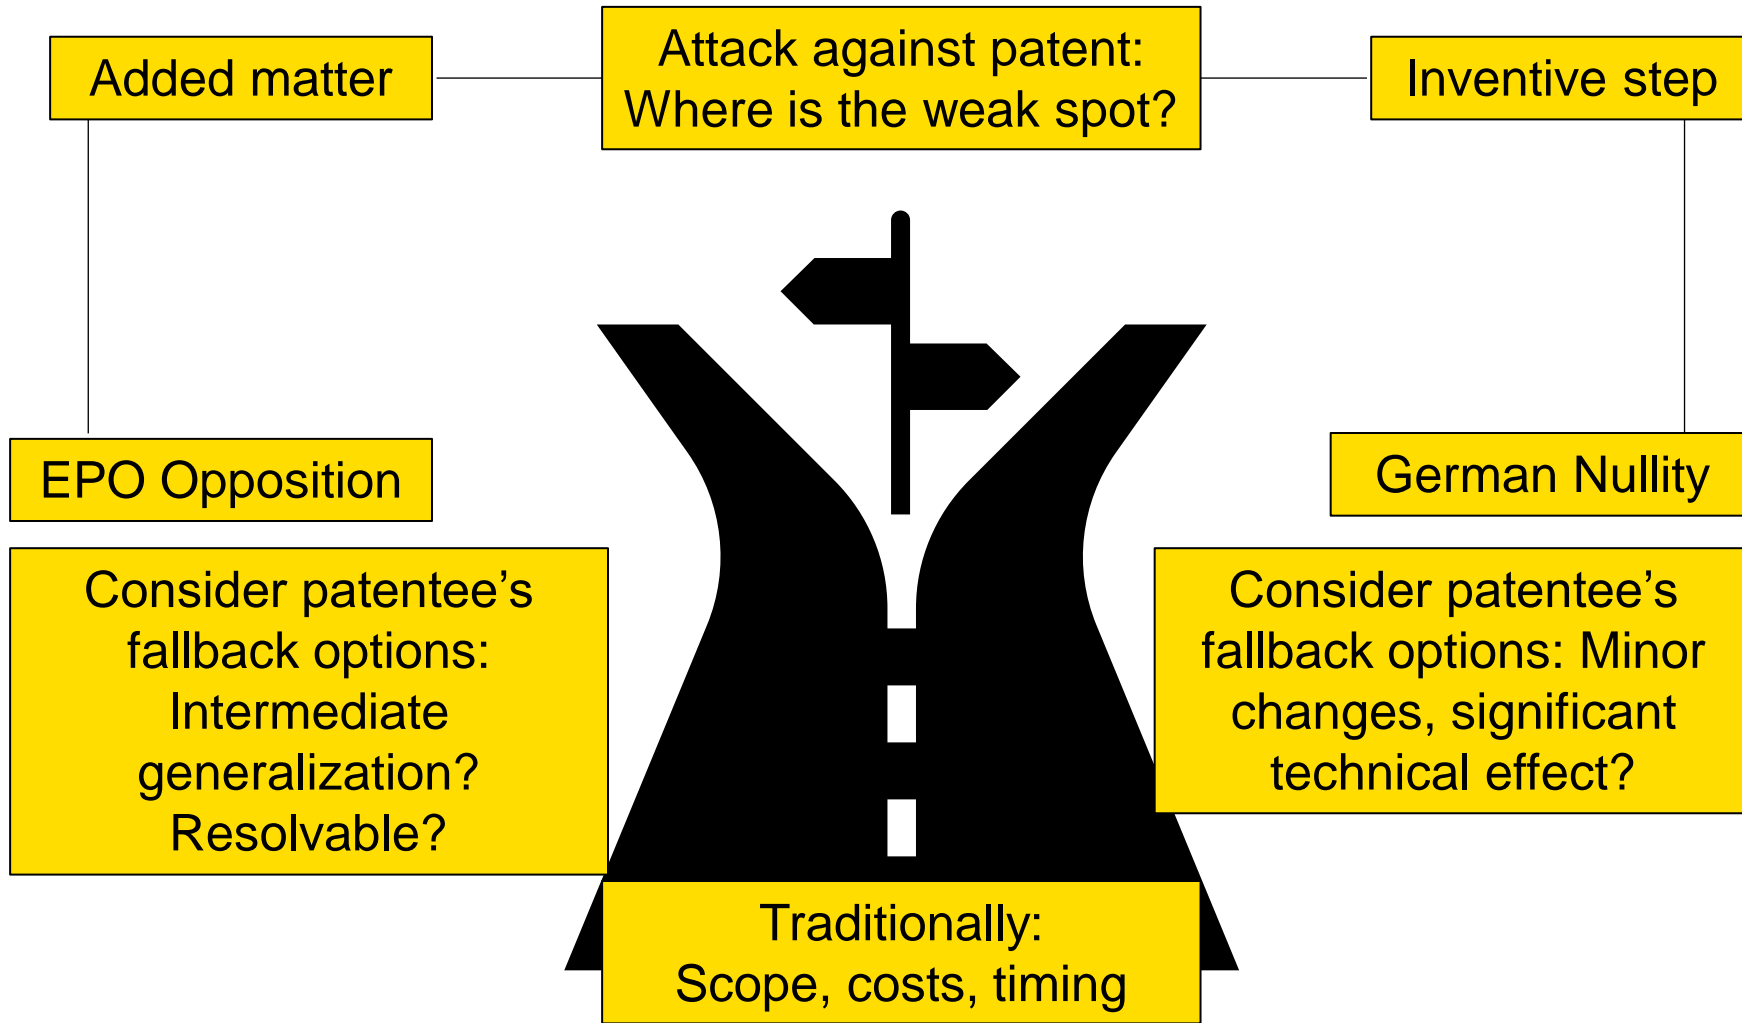 Added matter
Attack against patent:
Where is the weak spot?
Inventive step
EPO Opposition
German Nullity
Consider patentee’s
fallback options:
Intermediate
generalization?
Resolvable?
Consider patentee’s
fallback options: Minor
changes, significant
technical effect?
Traditionally:
Scope, costs, timing